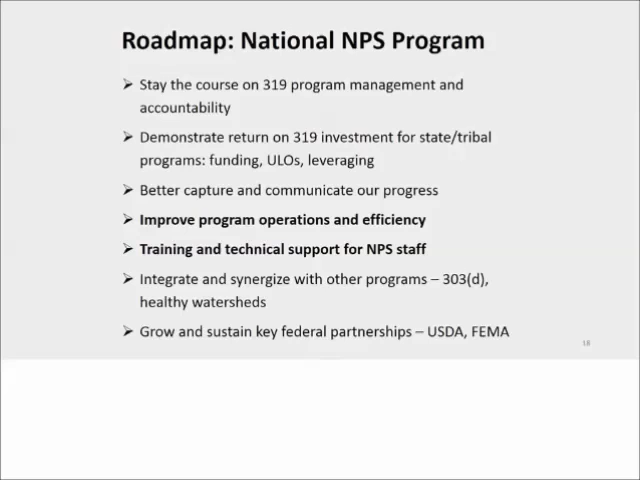 Roadmap: National NPS Program
➢ Stay the course on 319 program management and
accountability
➢ Demonstrate return on 319 investment for state/tribal
programs: funding, ULOs, leveraging
➢ Better capture and communicate our progress
➢ Improve program operations and efficiency
➢ Training and technical support for NPS staff
➢ Integrate and synergize with other programs – 303(d),
healthy watersheds
➢ Grow and sustain key federal partnerships – USDA, FEMA
18